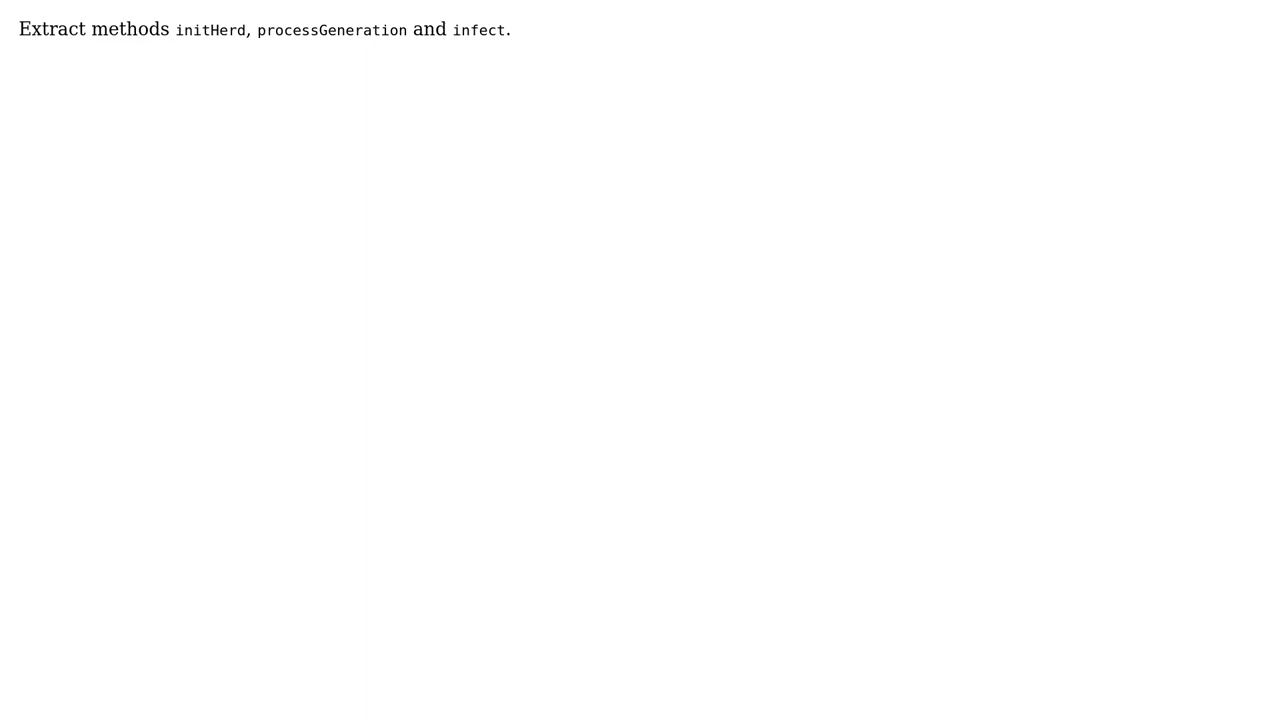 Extract methods initHerd, processGeneration and infect.